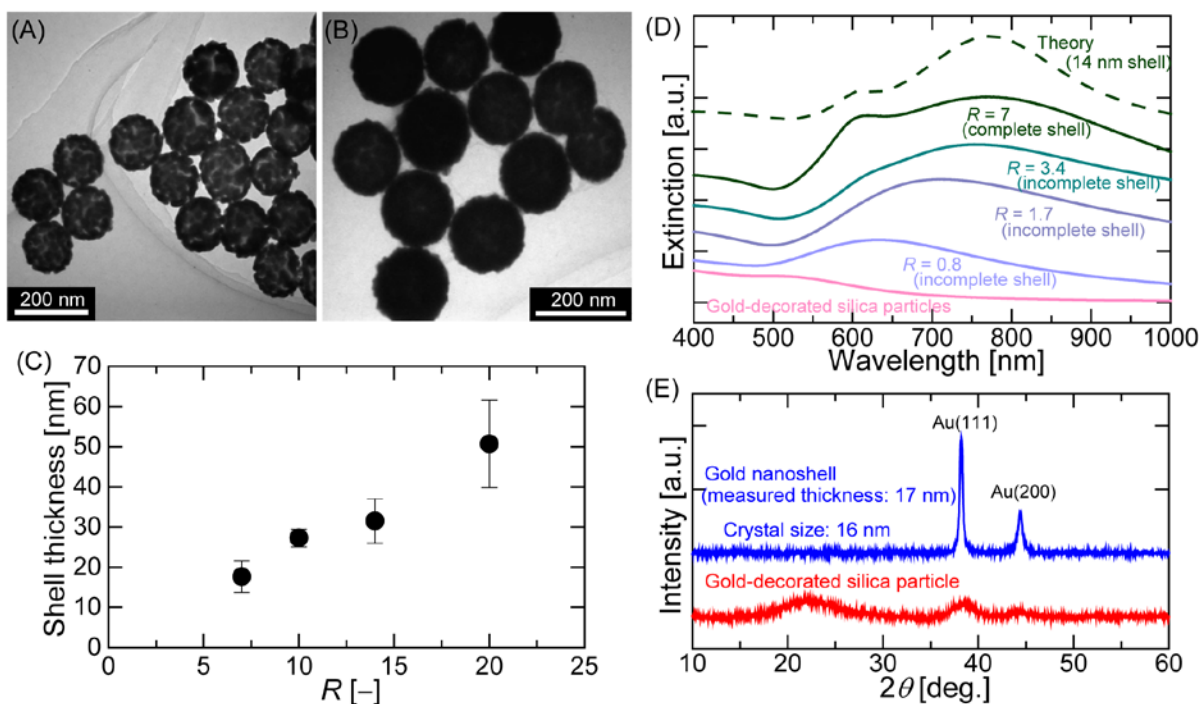 (A)
200 nm
(B)
200 nm
(C)
Shell thickness [nm]
70
60
50
40
30
20
10
0
0
5
10
15
20
25
R [−]
(D)
Extinction [a.u.]
Theory
(14 nm shell)
R = 7
(complete shell)
R = 3.4
(incomplete shell)
R = 1.7
(incomplete shell)
R = 0.8
(incomplete shell)
Gold-decorated silica particles
400
500
600
700
800
900
1000
Wavelength [nm]
(E)
Intensity [a.u.]
Au(111)
Gold nanoshell
(measured thickness: 17 nm)
Au(200)
Crystal size: 16 nm
Gold-decorated silica particle
10
20
30
40
50
60
2θ [deg.]